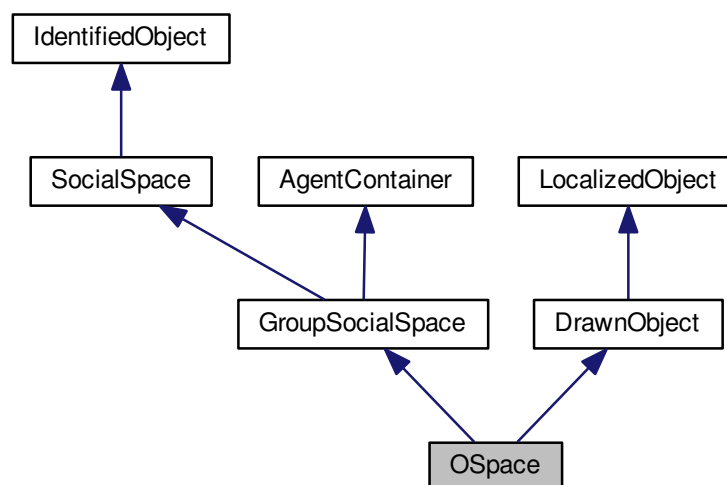 IdentifiedObject
SocialSpace
AgentContainer
LocalizedObject
GroupSocialSpace
DrawnObject
OSpace